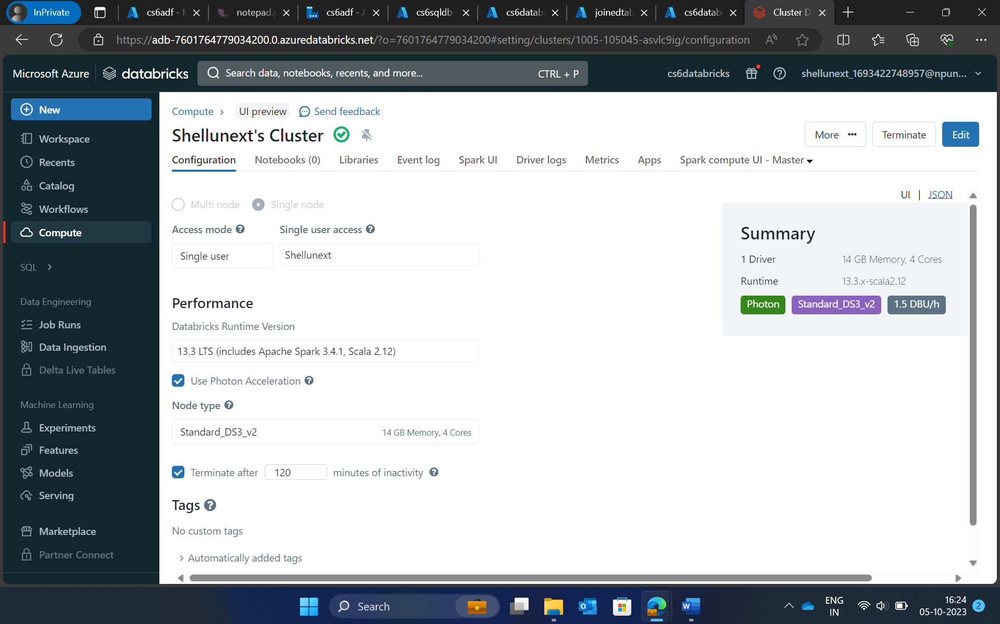 InPrivate
cs6adf - M
notepad.p
cs6adf - A
cs6sqldb
cs6datab
joinedtab
cs6datab
Cluster D
https://adb-7601764779034200.0.azuredatabricks.net/?o=7601764779034200#setting/clusters/1005-105045-asvlc9ig/configuration
Microsoft Azure
databricks
Search data, notebooks, recents, and more...
CTRL + P
cs6databricks
shellunext_1693422748957@npun...
New
Workspace
Recents
Catalog
Workflows
Compute
SQL
Data Engineering
Job Runs
Data Ingestion
Delta Live Tables
Machine Learning
Experiments
Features
Models
Serving
Marketplace
Partner Connect
Compute
UI preview
Send feedback
Shellunext's Cluster
More
Terminate
Edit
Configuration
Notebooks (0)
Libraries
Event log
Spark UI
Driver logs
Metrics
Apps
Spark compute UI - Master
UI | JSON
Multi node
Single node
Access mode
Single user access
Single user
Shellunext
Performance
Databricks Runtime Version
13.3 LTS (includes Apache Spark 3.4.1, Scala 2.12)
Use Photon Acceleration
Node type
Standard_DS3_v2
14 GB Memory, 4 Cores
Terminate after 120 minutes of inactivity
Tags
No custom tags
Automatically added tags
Summary
1 Driver
14 GB Memory, 4 Cores
Runtime
13.3.x-scala2.12
Photon
Standard_DS3_v2
1.5 DBU/h
Search
ENG
IN
16:24
05-10-2023
2